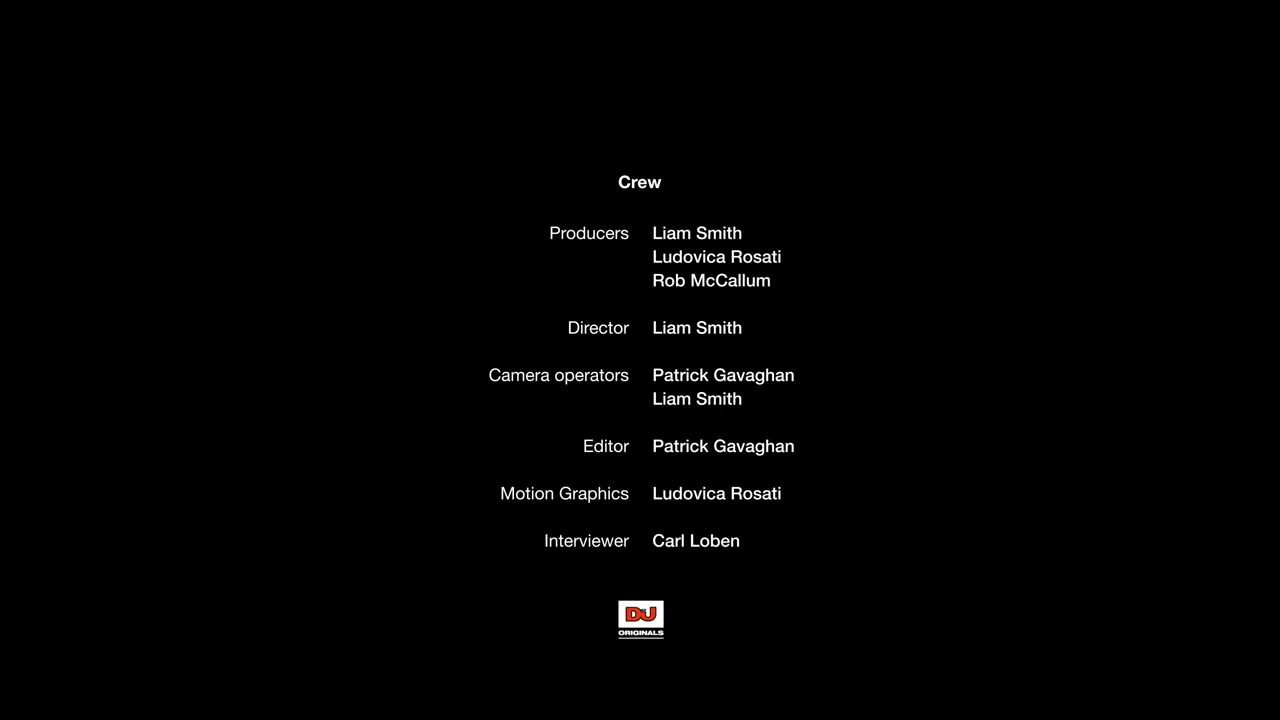 Crew
Producers Liam Smith
Ludovica Rosati
Rob McCallum
Director Liam Smith
Camera operators Patrick Gavaghan
Liam Smith
Editor Patrick Gavaghan
Motion Graphics Ludovica Rosati
Interviewer Carl Loben
DJ
ORIGINALS